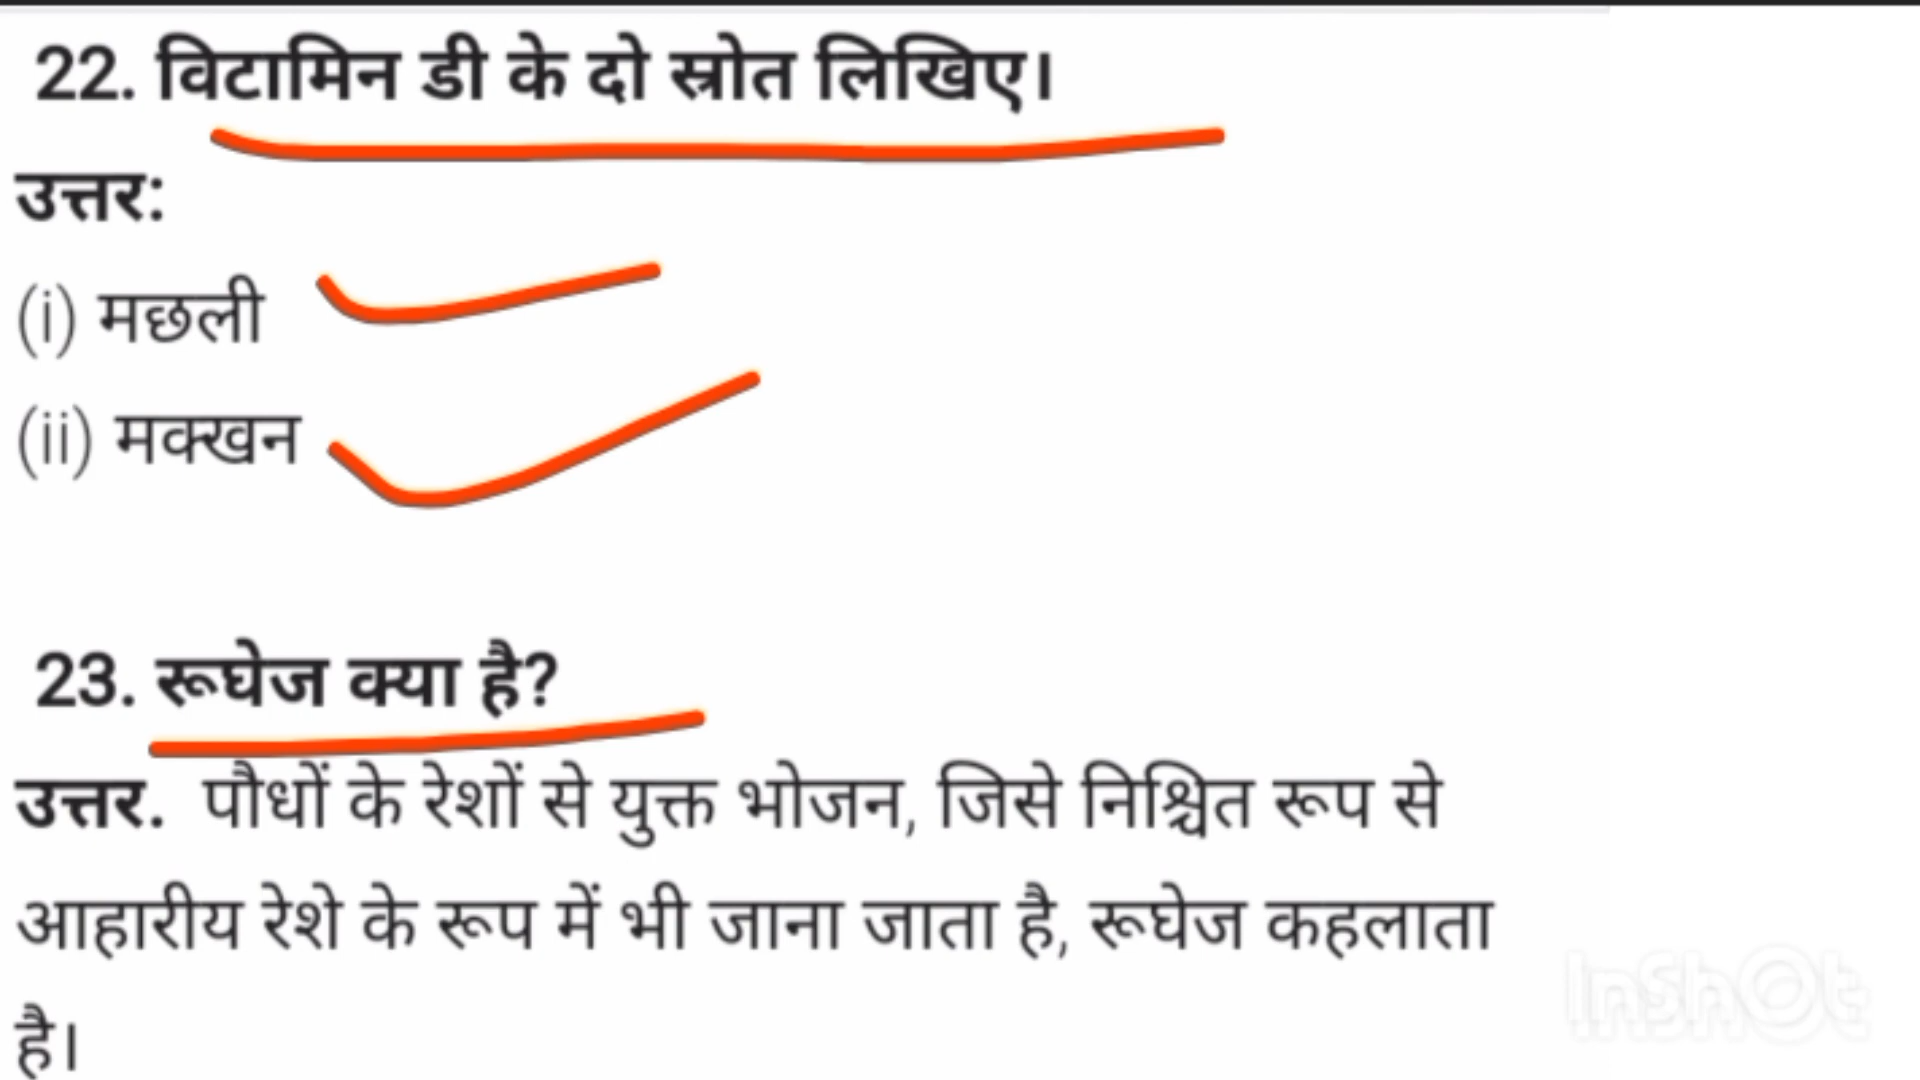 22. विटामिन डी के दो स्रोत लिखिए।
उत्तर:
(i) मछली
(ii) मक्खन
23. रूघेज क्या है?
उत्तर. पौधों के रेशों से युक्त भोजन, जिसे निश्चित रूप से
आहारीय रेशे के रूप में भी जाना जाता है, रूघेज कहलाता
है।
InShOt